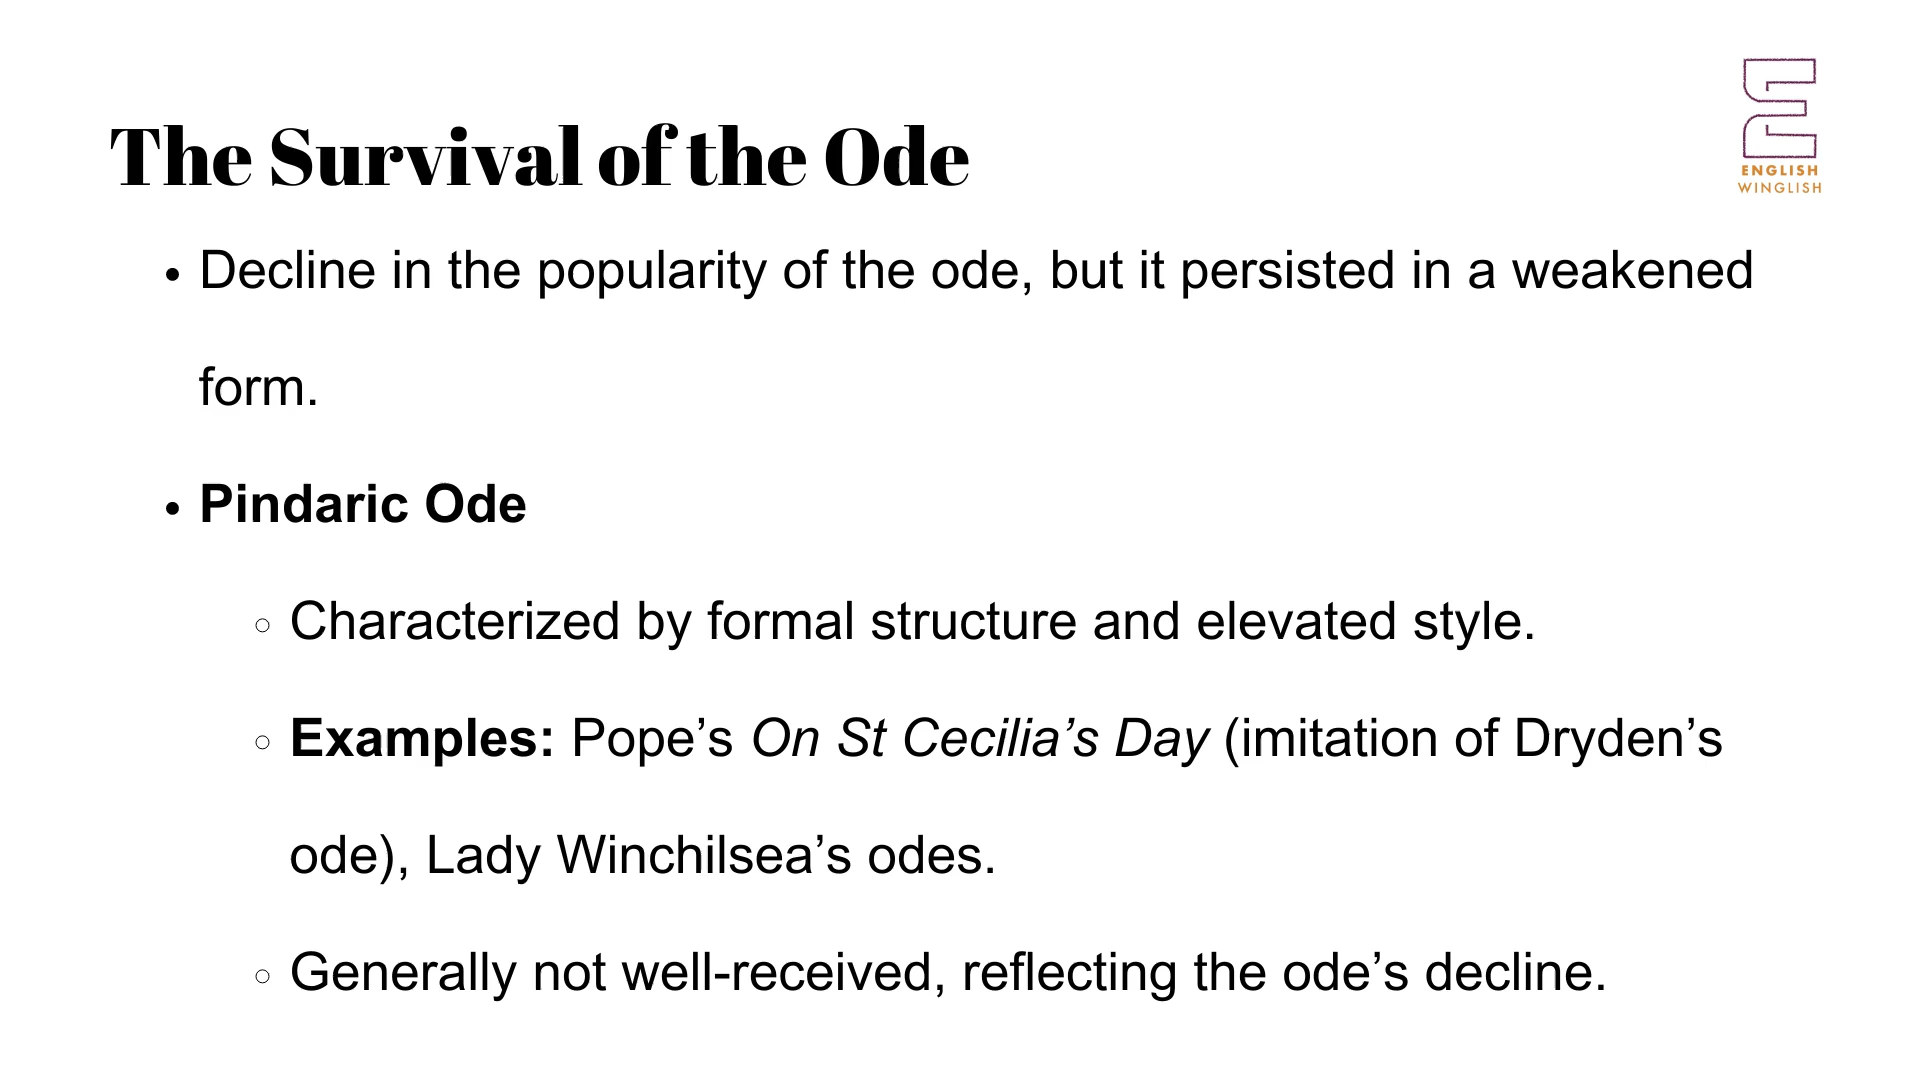 The Survival of the Ode
ENGLISH
WINGLISH
• Decline in the popularity of the ode, but it persisted in a weakened
form.
• Pindaric Ode
◦ Characterized by formal structure and elevated style.
◦ Examples: Pope’s On St Cecilia’s Day (imitation of Dryden’s
ode), Lady Winchilsea’s odes.
◦ Generally not well-received, reflecting the ode’s decline.